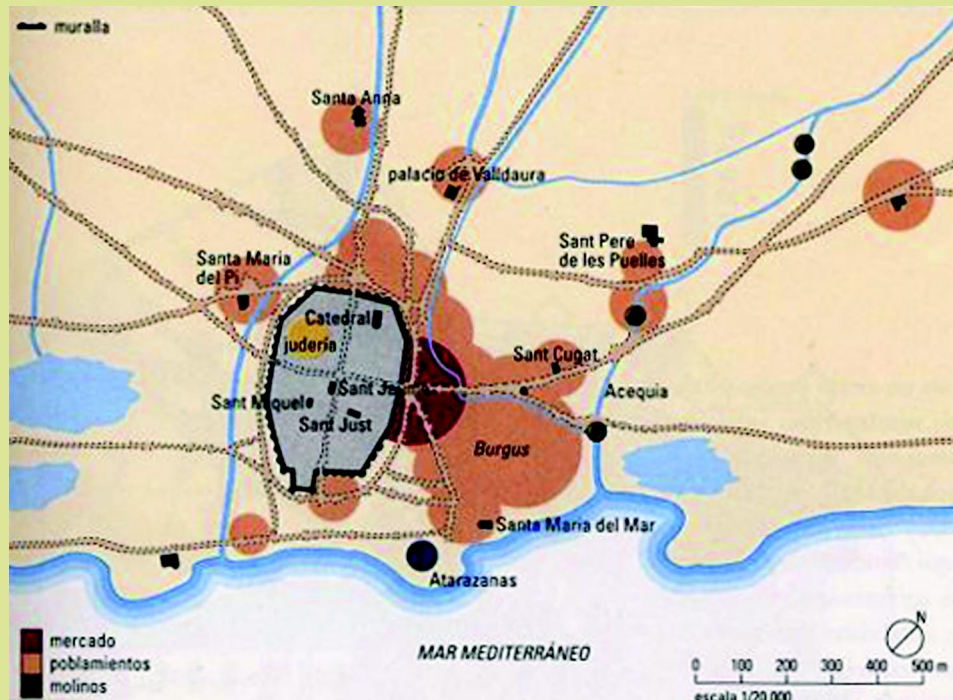 muralla
Santa Anna
palacio de Valldaura
Santa Maria
del Pi
Sant Pere
de les Puelles
Catedral
judería
Sant Cugat
Sant Miquel
Sant Just
Acequia
Burgus
Santa Maria del Mar
Atarazanas
mercado
poblamientos
molinos
MAR MEDITERRÁNEO
N
0 100 200 300 400 500 m
escala 1/20.000